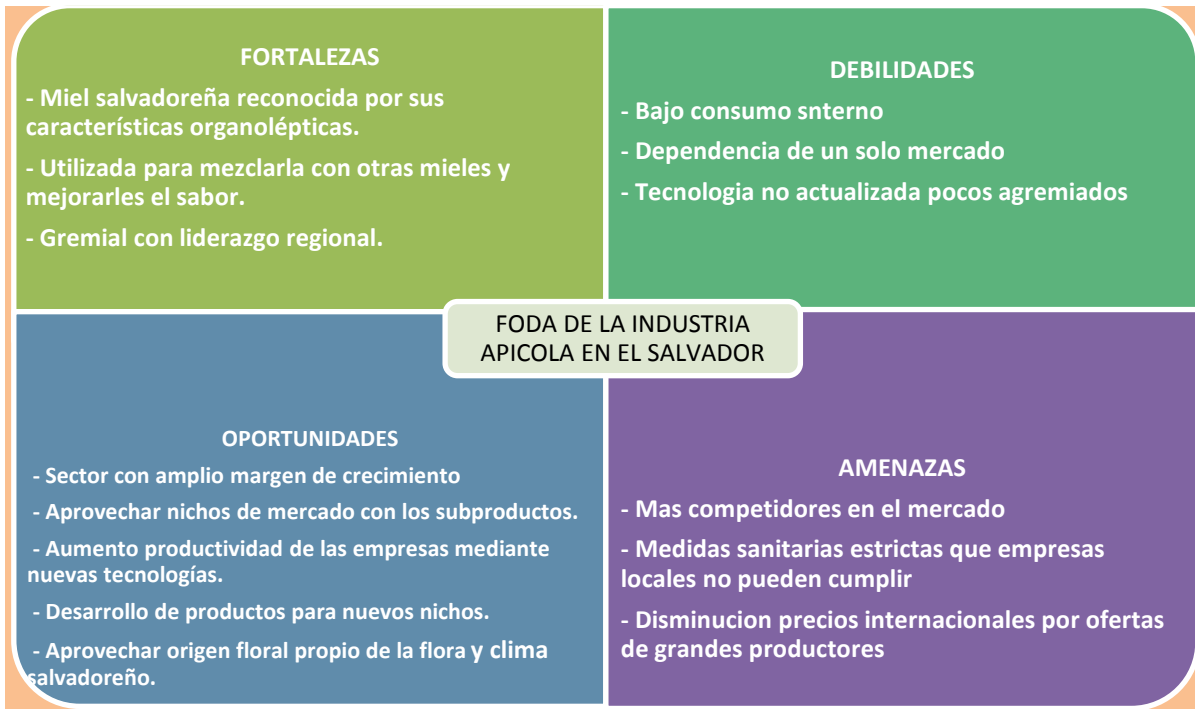 FORTALEZAS
- Miel salvadoreña reconocida por sus
características organolépticas.
- Utilizada para mezclarla con otras mieles y
mejorarles el sabor.
- Gremial con liderazgo regional.
DEBILIDADES
- Bajo consumo snterno
- Dependencia de un solo mercado
- Tecnologia no actualizada pocos agremiados
FODA DE LA INDUSTRIA
APICOLA EN EL SALVADOR
OPORTUNIDADES
- Sector con amplio margen de crecimiento
- Aprovechar nichos de mercado con los subproductos.
- Aumento productividad de las empresas mediante
nuevas tecnologías.
- Desarrollo de productos para nuevos nichos.
- Aprovechar origen floral propio de la flora y clima
salvadoreño.
AMENAZAS
- Mas competidores en el mercado
- Medidas sanitarias estrictas que empresas
locales no pueden cumplir
- Disminucion precios internacionales por ofertas
de grandes productores